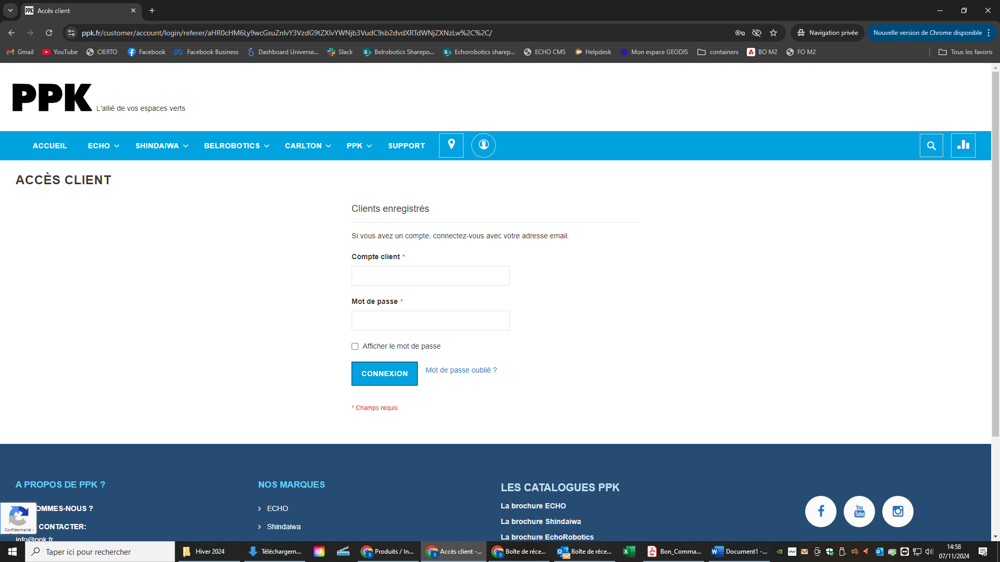 Accès client
ppk.fr/customer/account/login/referer/aHR0cHM6Ly9wcGsuZnIvY3VzdG9tZXIvYWNjb3VudC9sb2dvdXRTdWNjZXNzLw%2C%2C/
Navigation privée
Nouvelle version de Chrome disponible
Gmail
YouTube
CIERTO
Facebook
Facebook Business
Dashboard Universe...
Slack
Belrobotics Sharepo...
Echorobotics sharep...
ECHO CMS
Helpdesk
Mon espace GEODIS
containers
BO M2
FO M2
Tous les favoris
PPK L'allié de vos espaces verts
ACCUEIL
ECHO
SHINDAIWA
BELROBOTICS
CARLTON
PPK
SUPPORT
ACCÈS CLIENT
Clients enregistrés
Si vous avez un compte, connectez-vous avec votre adresse email.
Compte client *
Mot de passe *
Afficher le mot de passe
CONNEXION
Mot de passe oublié ?
* Champs requis
A PROPOS DE PPK ?
OMMES-NOUS ?
CONTACTER:
info@ppk.fr
Confidentialité -
NOS MARQUES
ECHO
Shindaiwa
LES CATALOGUES PPK
La brochure ECHO
La brochure Shindaiwa
La brochure EchoRobotics
You Tube
Taper ici pour rechercher
Hiver 2024
Téléchargem...
Produits / In...
Accès client -...
Boîte de réce...
Boîte de réce...
Bon_Comma...
Document1 -...
14:58
07/11/2024